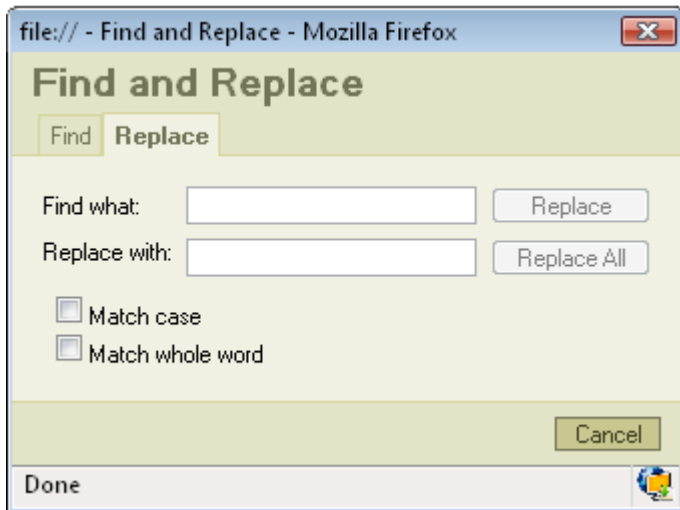 file:// - Find and Replace - Mozilla Firefox
Find and Replace
Find Replace
Find what: Replace
Replace with: Replace All
Match case
Match whole word
Cancel
Done